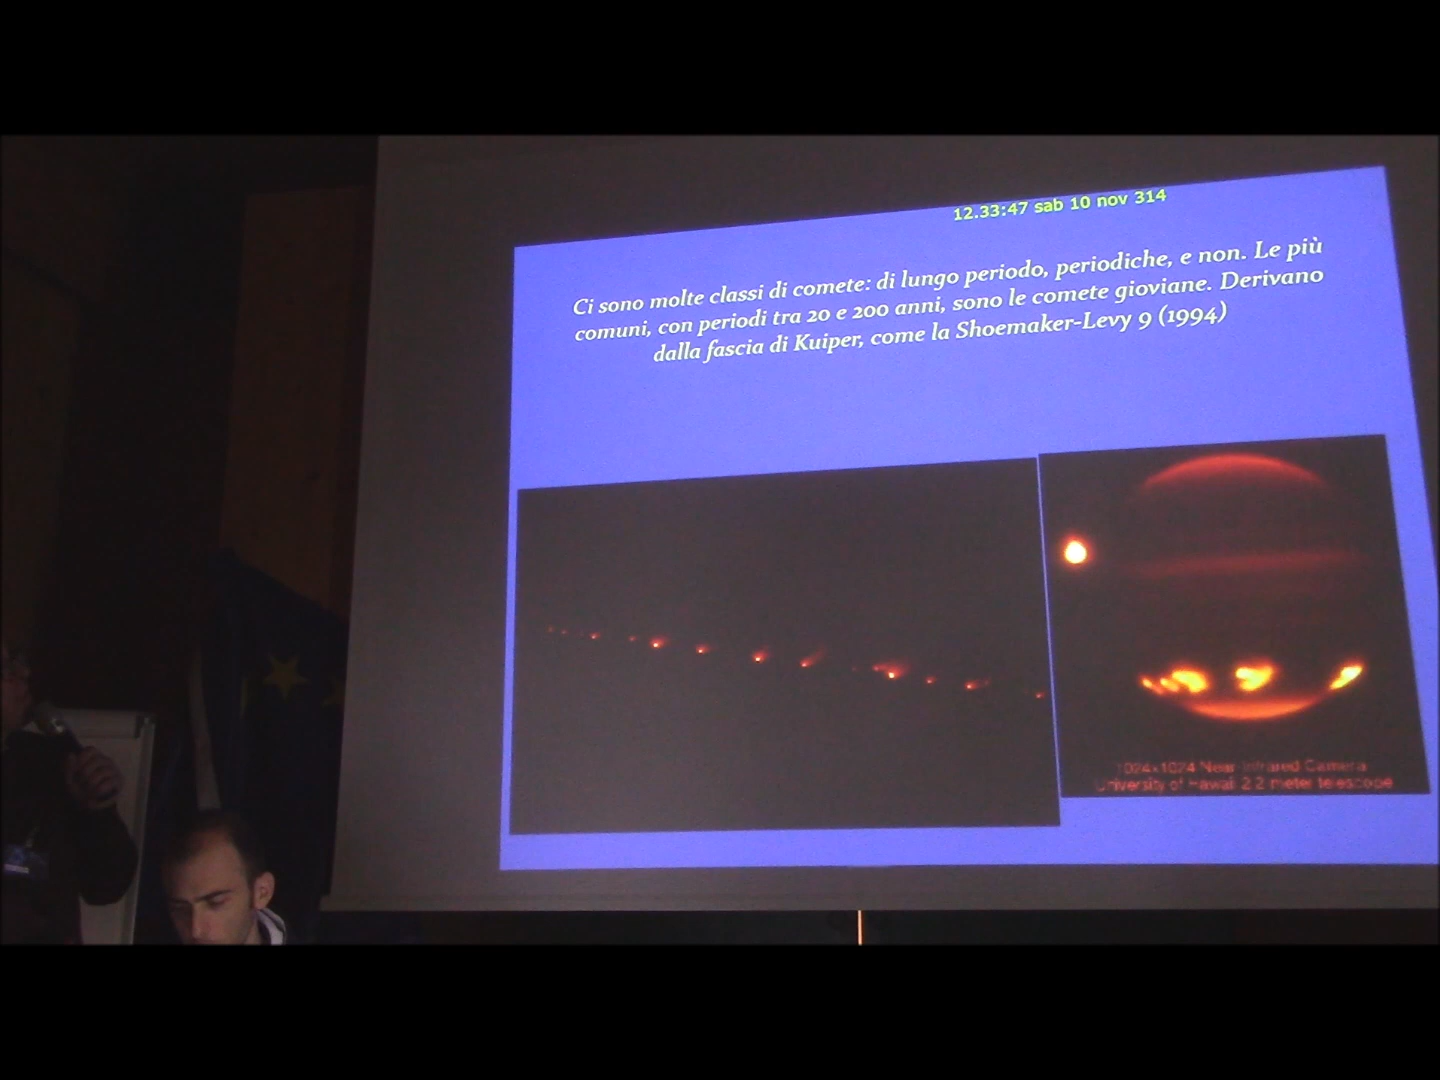 12.33:47 sab 10 nov 314
Ci sono molte classi di comete: di lungo periodo, periodiche, e non. Le più
comuni, con periodi tra 20 e 200 anni, sono le comete gioviane. Derivano
dalla fascia di Kuiper, come la Shoemaker-Levy 9 (1994)
1024x1024 Near Infrared Camera
University of Hawaii 2.2 meter telescope